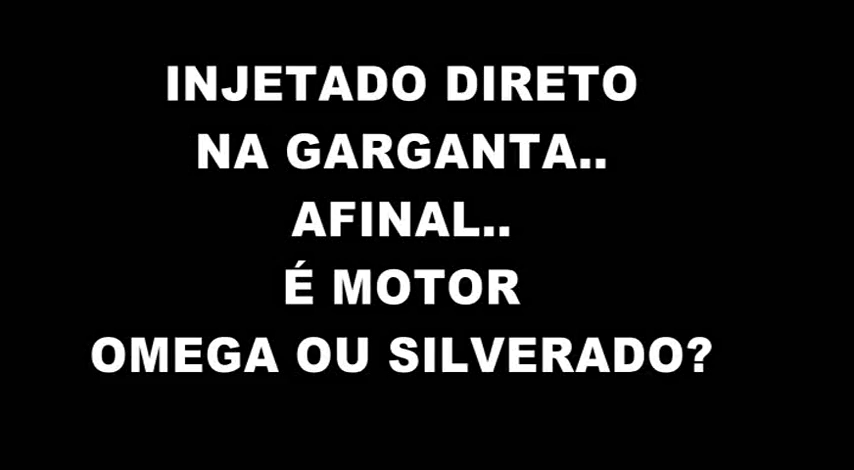 INJETADO DIRETO
NA GARGANTA..
AFINAL..
É MOTOR
OMEGA OU SILVERADO?